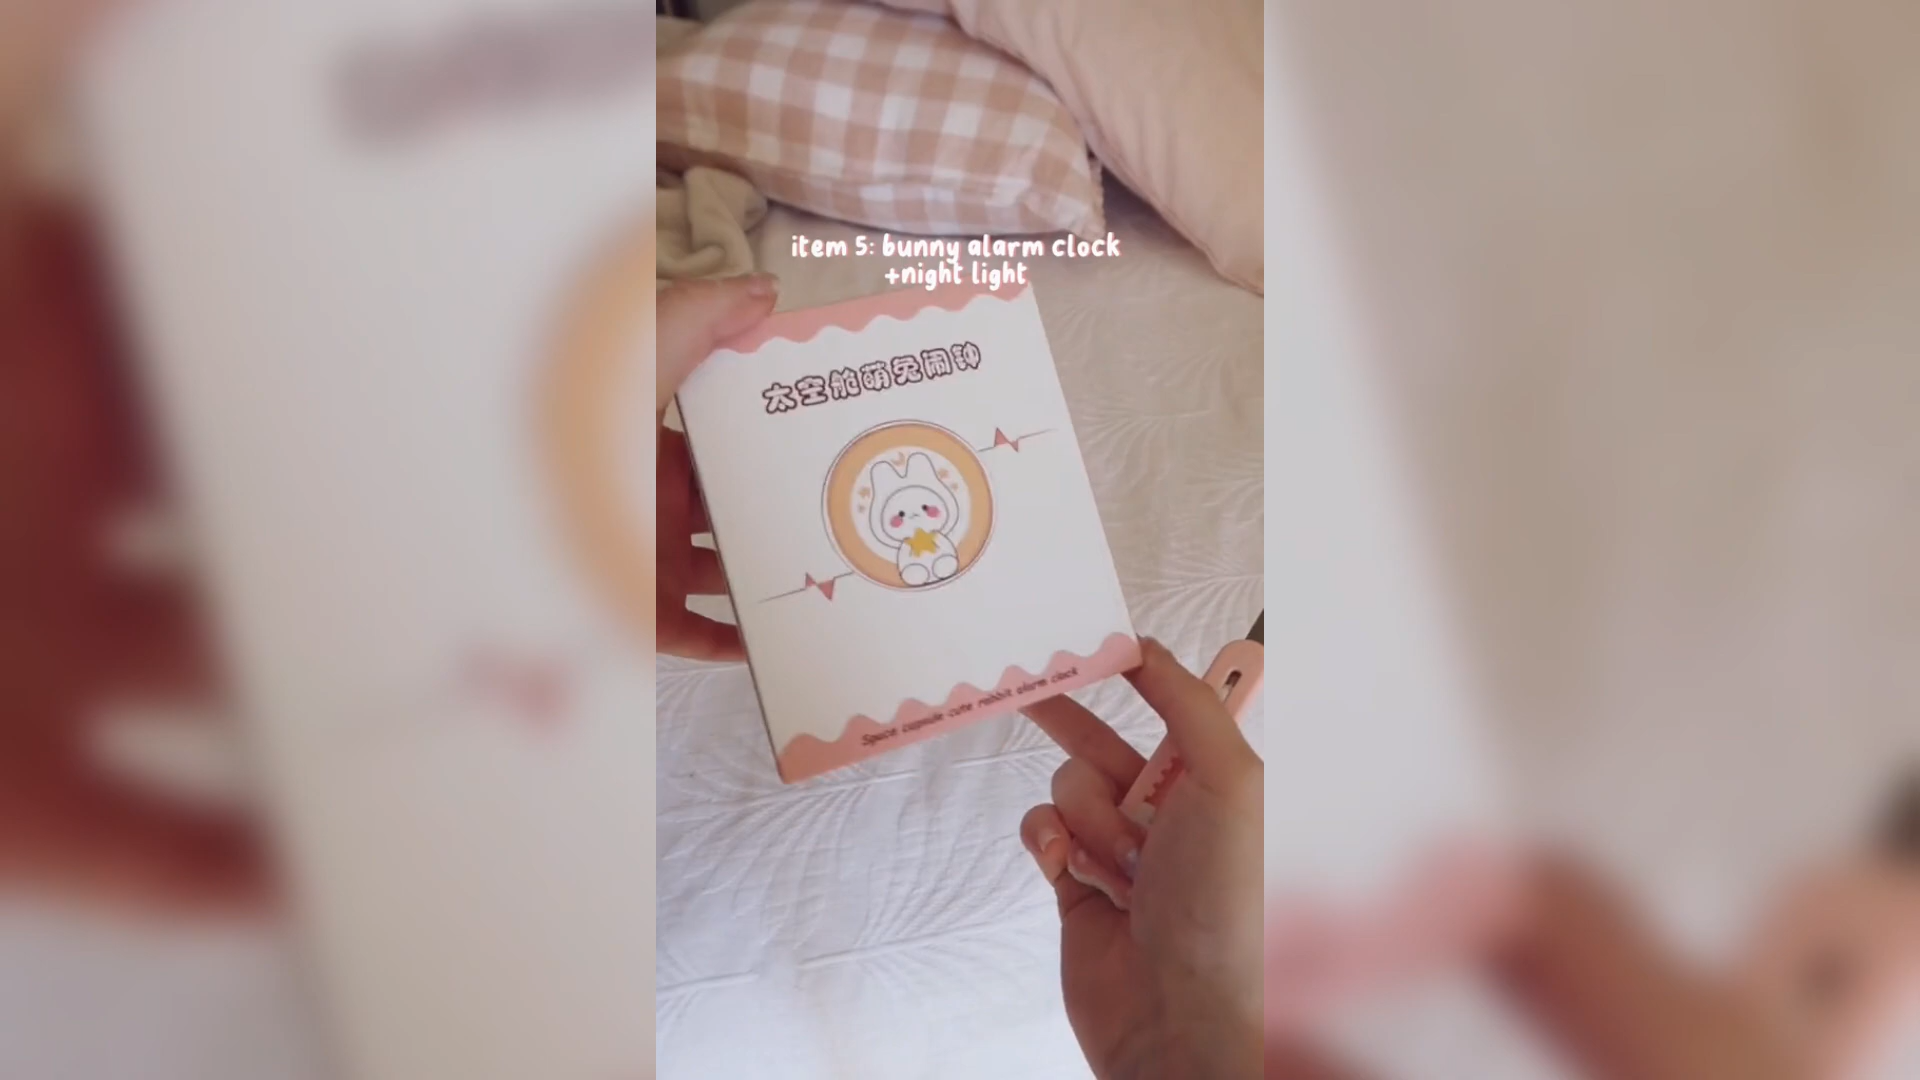 item 5: bunny alarm clock
+night light
太空舱萌兔闹钟
Space capsule cute rabbit alarm clock